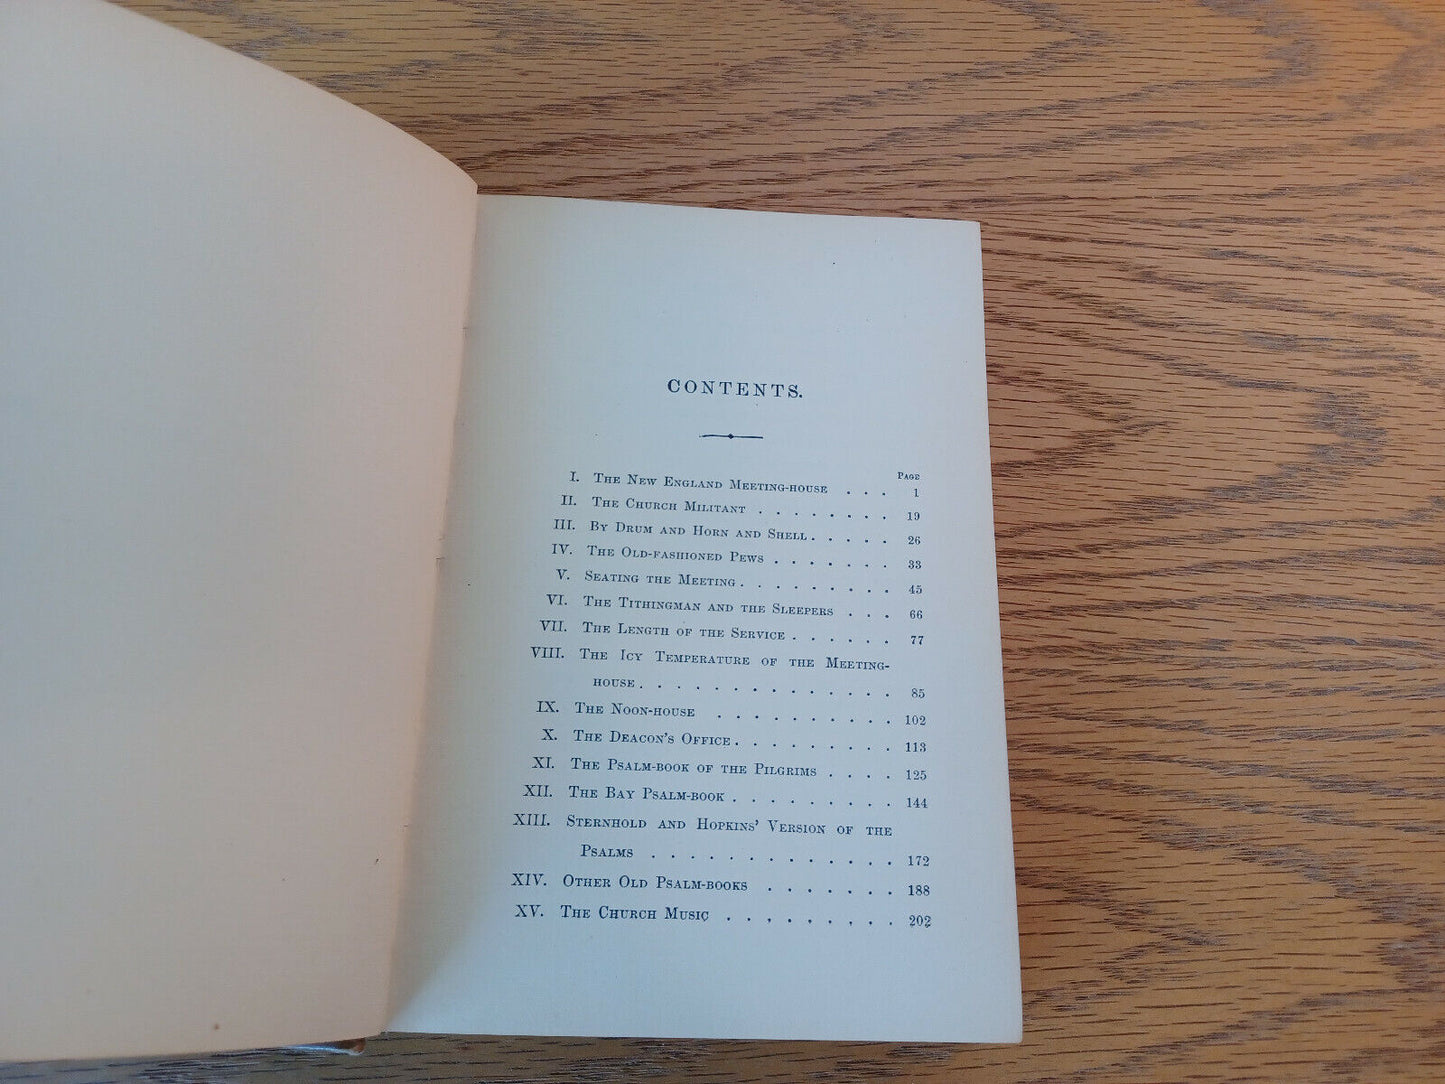 CONTENTS.
PAGE
I. THE NEW ENGLAND MEETING-HOUSE . . . 1
II. THE CHURCH MILITANT . . . . . . . . 19
III. BY DRUM AND HORN AND SHELL . . . . . 26
IV. THE OLD-FASHIONED PEWS . . . . . . . 33
V. SEATING THE MEETING . . . . . . . . . 45
VI. THE TITHINGMAN AND THE SLEEPERS . . . 66
VII. THE LENGTH OF THE SERVICE . . . . . . 77
VIII. THE ICY TEMPERATURE OF THE MEETING-
HOUSE . . . . . . . . . . . . . . 85
IX. THE NOON-HOUSE . . . . . . . . . . 102
X. THE DEACON'S OFFICE . . . . . . . . . 113
XI. THE PSALM-BOOK OF THE PILGRIMS . . . . 125
XII. THE BAY PSALM-BOOK . . . . . . . . . 144
XIII. STERNHOLD AND HOPKINS' VERSION OF THE
PSALMS . . . . . . . . . . . . . 172
XIV. OTHER OLD PSALM-BOOKS . . . . . . . 188
XV. THE CHURCH MUSIC . . . . . . . . . 202